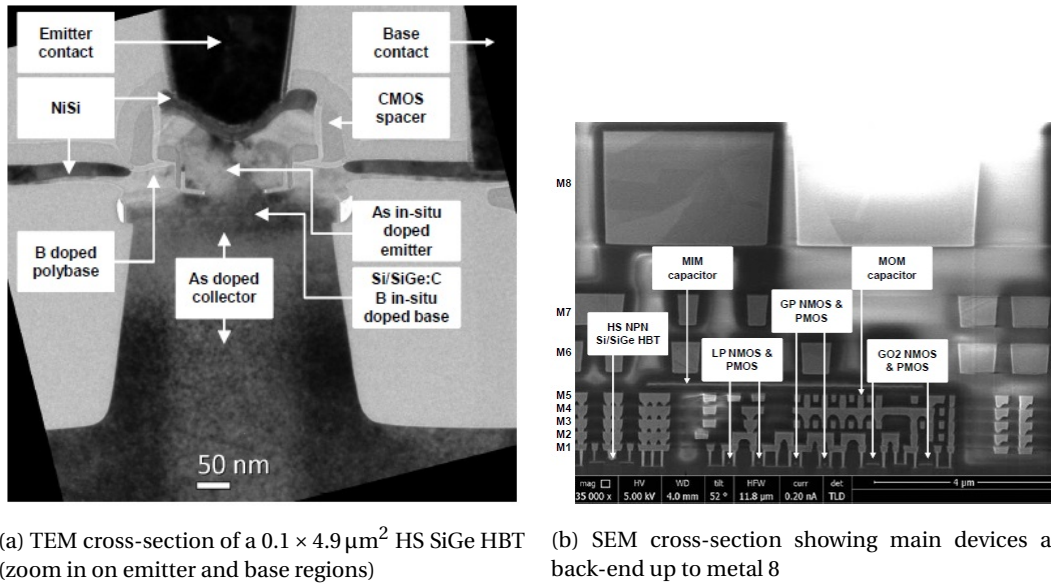 Emitter
contact
Base
contact
NiSi
CMOS
spacer
As in-situ
doped
emitter
B doped
polybase
As doped
collector
Si/SiGe:C
B in-situ
doped base
50 nm
M8
MIM
capacitor
MOM
capacitor
M7
GP NMOS &
PMOS
HS NPN
Si/SiGe HBT
M6
LP NMOS &
PMOS
GO2 NMOS
& PMOS
M5
M4
M3
M2
M1
mag HV WD tilt HFW curr det
35 000 x 5.00 kV 4.0 mm 52 ° 11.8 µm 0.20 nA TLD
4 µm
(a) TEM cross-section of a 0.1 × 4.9 µm² HS SiGe HBT
(zoom in on emitter and base regions)
(b) SEM cross-section showing main devices a
back-end up to metal 8